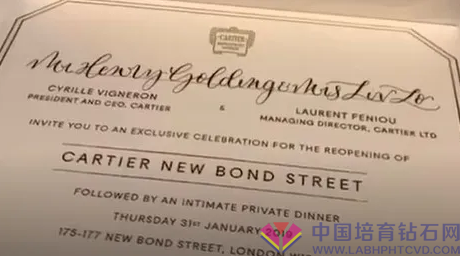 CARTIER
Mr Henry Golding & Mrs Liv Lo
CYRILLE VIGNERON
PRESIDENT AND CEO, CARTIER
&
LAURENT FENIOU
MANAGING DIRECTOR, CARTIER LTD
INVITE YOU TO AN EXCLUSIVE CELEBRATION FOR THE REOPENING OF
CARTIER NEW BOND STREET
FOLLOWED BY AN INTIMATE PRIVATE DINNER
THURSDAY 31ST JANUARY 2019
175-177 NEW BOND STREET, LONDON
中国培育钻石网
WWW.LABHPHTCVD.COM